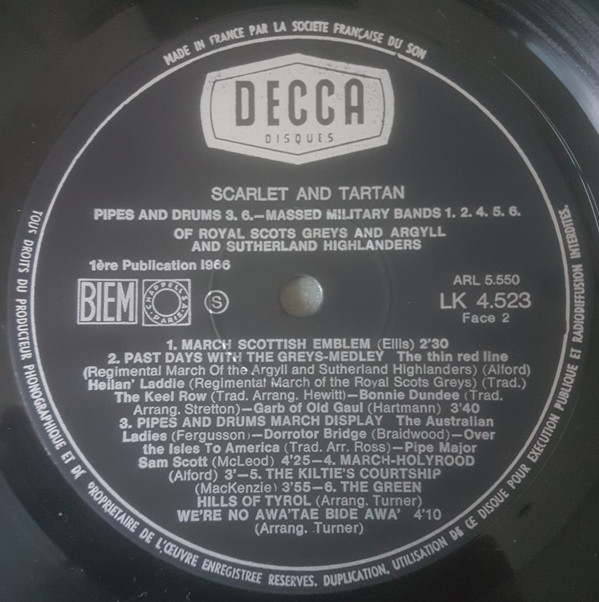 MADE IN FRANCE PAR LA SOCIETE FRANÇAISE DU SON
DECCA
DISQUES
SCARLET AND TARTAN
PIPES AND DRUMS 3. 6.—MASSED MILITARY BANDS 1. 2. 4. 5. 6.
OF ROYAL SCOTS GREYS AND ARGYLL
AND SUTHERLAND HIGHLANDERS
1ère Publication 1966
BIEM
CHAPPELL S.A.
PARIS
S
ARL 5.550
LK 4.523
Face 2
1. MARCH SCOTTISH EMBLEM (Ellis) 2'30
2. PAST DAYS WITH THE GREYS-MEDLEY The thin red line
(Regimental March Of the Argyll and Sutherland Highlanders) (Alford)
Heilan' Laddie (Regimental March of the Royal Scots Greys) (Trad.)
The Keel Row (Trad. Arrang. Hewitt)—Bonnie Dundee (Trad.
Arrang. Stretton)—Garb of Old Gaul (Hartmann) 3'40
3. PIPES AND DRUMS MARCH DISPLAY The Australian
Ladies (Fergusson)—Dorrotor Bridge (Braidwood)—Over
the Isles To America (Trad. Arr. Ross)—Pipe Major
Sam Scott (McLeod) 4'25—4. MARCH-HOLYROOD
(Alford) 3'—5. THE KILTIE'S COURTSHIP
(MacKenzie) 3'55—6. THE GREEN
HILLS OF TYROL (Arrang. Turner)
WE'RE NO AWA'TAE BIDE AWA' 4'10
(Arrang. Turner)
TOUS DROITS DU PRODUCTEUR PHONOGRAPHIQUE ET DU PROPRIETAIRE DE L'ŒUVRE ENREGISTREE RESERVES. DUPLICATION, UTILISATION DE CE DISQUE POUR EXECUTION PUBLIQUE ET RADIODIFFUSION INTERDITES.